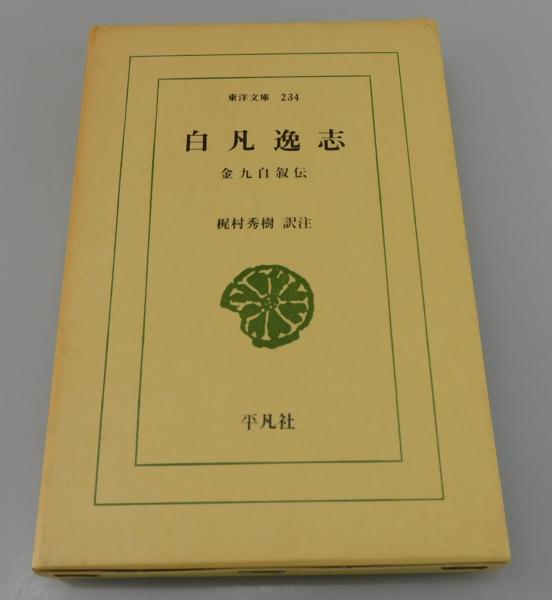 東洋文庫 234
白凡逸志
金九自叙伝
梶村秀樹 訳注
平凡社